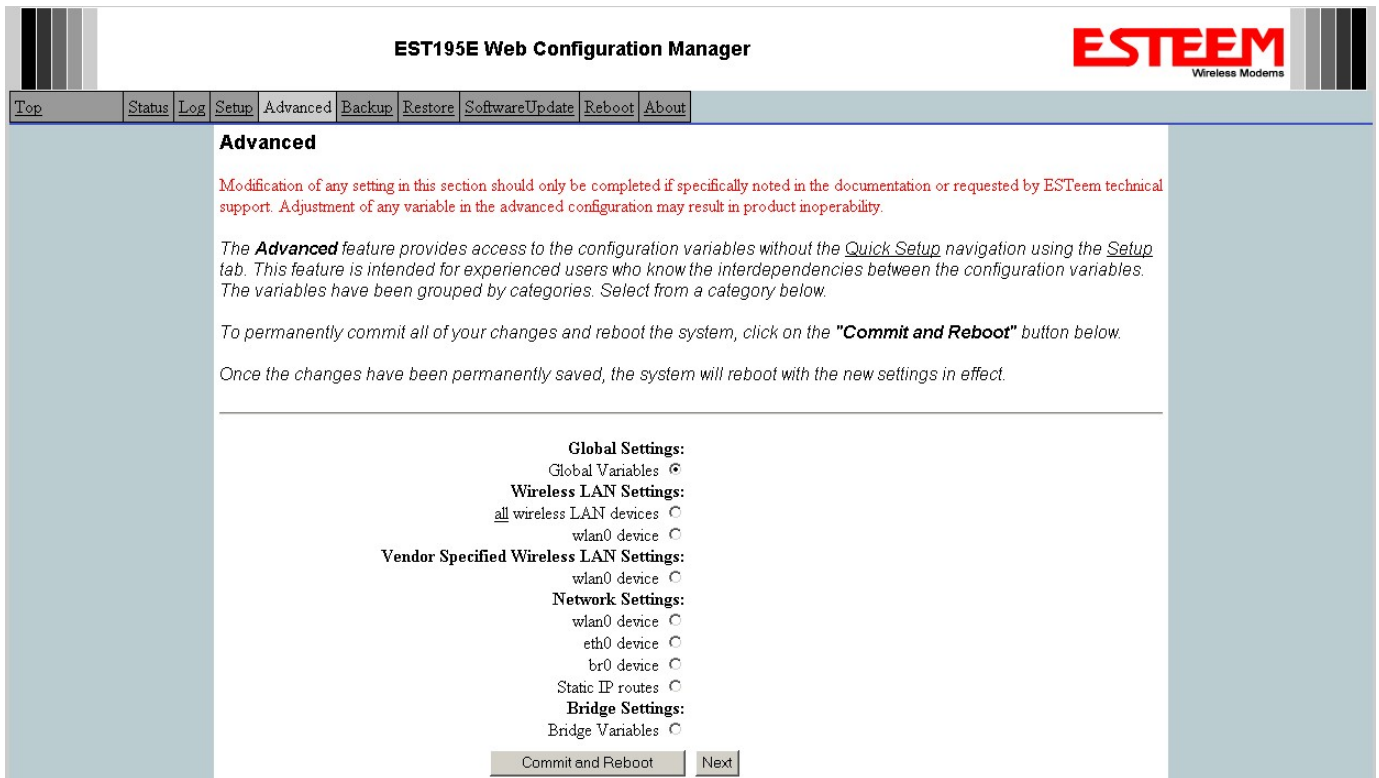 EST195E Web Configuration Manager
ESTEEM
Wireless Modems
Top Status Log Setup Advanced Backup Restore SoftwareUpdate Reboot About
Advanced
Modification of any setting in this section should only be completed if specifically noted in the documentation or requested by ESTeem technical
support. Adjustment of any variable in the advanced configuration may result in product inoperability.
The Advanced feature provides access to the configuration variables without the Quick Setup navigation using the Setup
tab. This feature is intended for experienced users who know the interdependencies between the configuration variables.
The variables have been grouped by categories. Select from a category below.
To permanently commit all of your changes and reboot the system, click on the "Commit and Reboot" button below.
Once the changes have been permanently saved, the system will reboot with the new settings in effect.
Global Settings:
Global Variables
Wireless LAN Settings:
all wireless LAN devices
wlan0 device
Vendor Specified Wireless LAN Settings:
wlan0 device
Network Settings:
wlan0 device
eth0 device
br0 device
Static IP routes
Bridge Settings:
Bridge Variables
Commit and Reboot Next